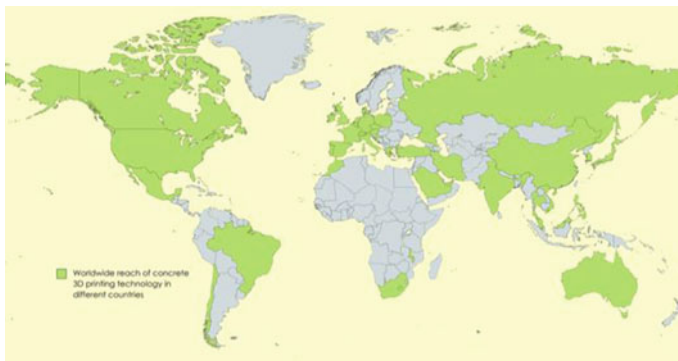 Worldwide reach of concrete
3D printing technology in
different countries